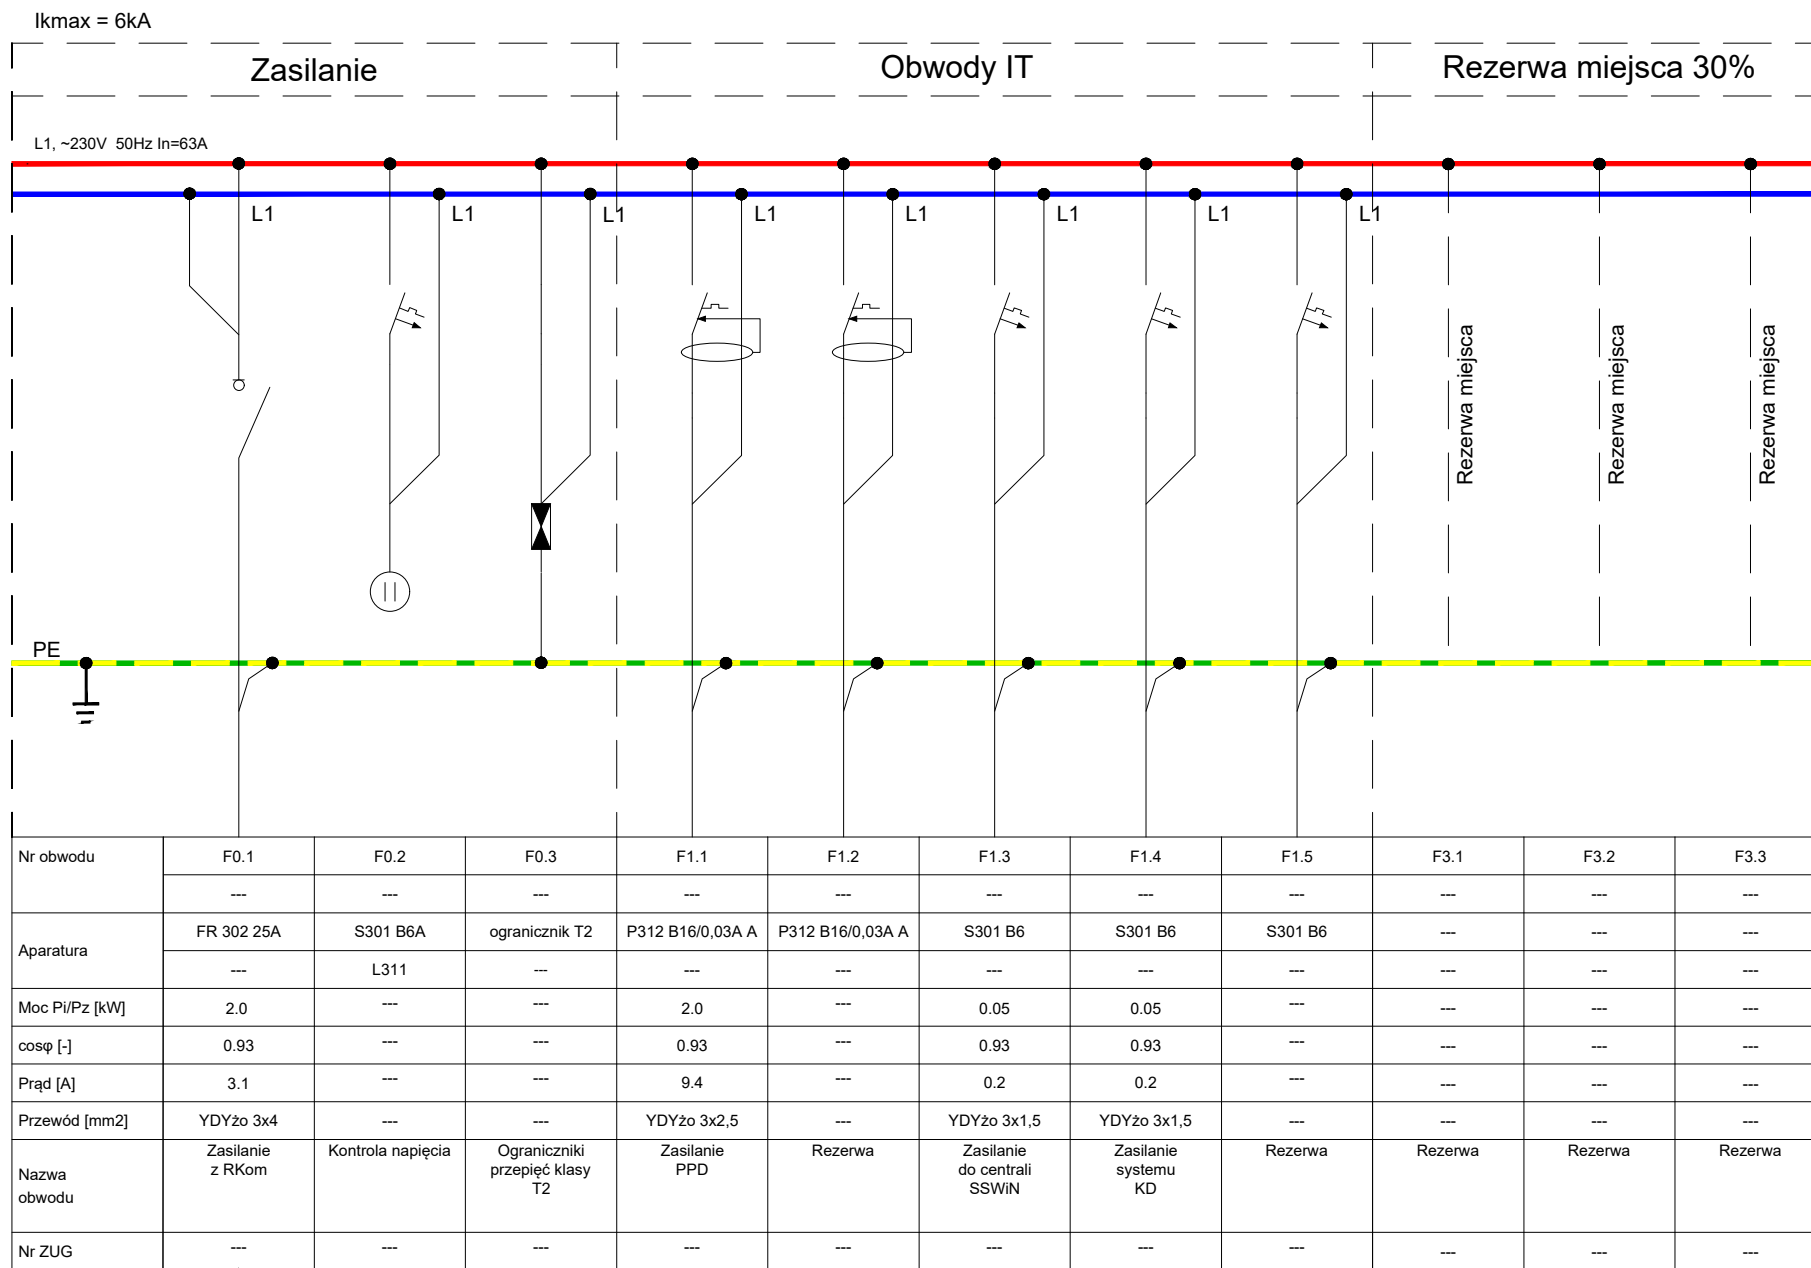 Ikmax = 6kA
Zasilanie
Obwody IT
Rezerwa miejsca 30%
L1, ~230V 50Hz In=63A
L1 L1 L1 L1 L1 L1 L1 L1
Rezerwa miejsca
Rezerwa miejsca
Rezerwa miejsca
PE
Nr obwodu F0.1 F0.2 F0.3 F1.1 F1.2 F1.3 F1.4 F1.5 F3.1 F3.2 F3.3
--- --- --- --- --- --- --- --- --- --- ---
Aparatura FR 302 25A S301 B6A ogranicznik T2 P312 B16/0,03A A P312 B16/0,03A A S301 B6 S301 B6 S301 B6 --- --- ---
--- L311 --- --- --- --- --- --- --- --- ---
Moc Pi/Pz [kW] 2.0 --- --- 2.0 --- 0.05 0.05 --- --- --- ---
cosφ [-] 0.93 --- --- 0.93 --- 0.93 0.93 --- --- --- ---
Prąd [A] 3.1 --- --- 9.4 --- 0.2 0.2 --- --- --- ---
Przewód [mm2] YDYżo 3x4 --- --- YDYżo 3x2,5 --- YDYżo 3x1,5 YDYżo 3x1,5 --- --- --- ---
Nazwa
obwodu
Zasilanie
z RKom
Kontrola napięcia
Ograniczniki
przepięć klasy
T2
Zasilanie
PPD
Rezerwa
Zasilanie
do centrali
SSWiN
Zasilanie
systemu
KD
Rezerwa
Rezerwa
Rezerwa
Rezerwa
Nr ZUG --- --- --- --- --- --- --- --- --- --- ---